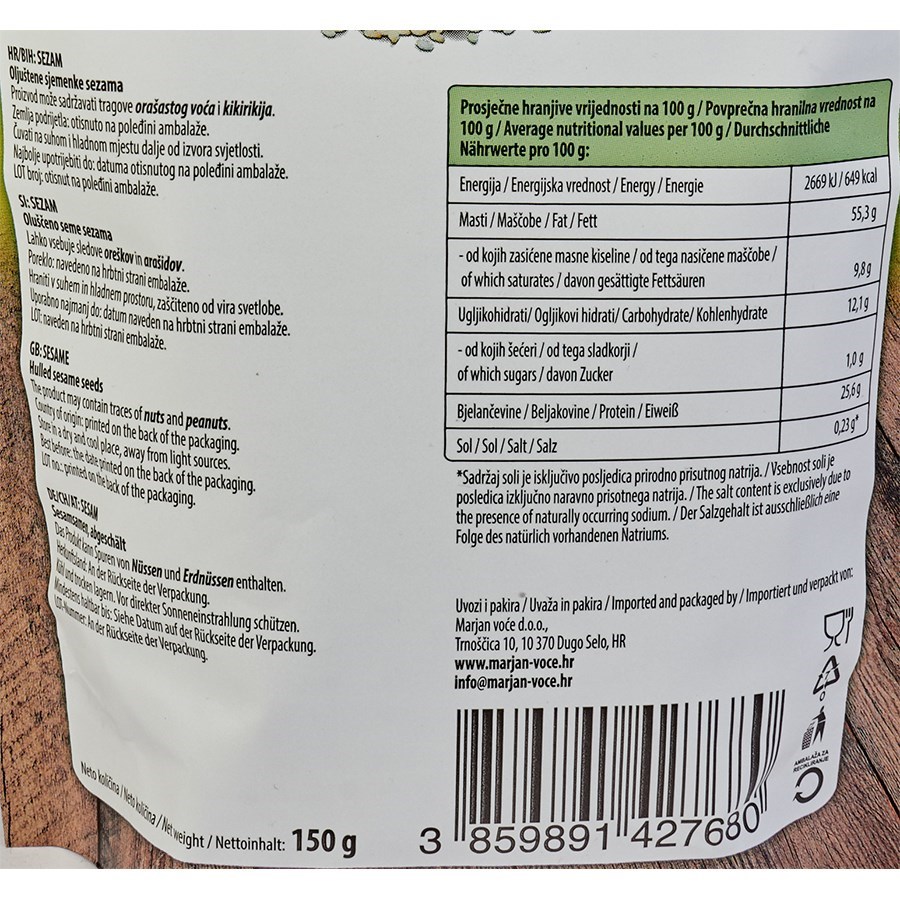 HR/BIH: SEZAM
Oljuštene sjemenke sezama
Proizvod može sadržavati tragove orašastog voća i kikirikija.
Zemlja podrijetla: otisnuto na poleđini ambalaže.
Čuvati na suhom i hladnom mjestu dalje od izvora svjetlosti.
Najbolje upotrijebiti do: datuma otisnutog na poleđini ambalaže.
LOT broj: otisnut na poleđini ambalaže.
SI: SEZAM
Oluščeno seme sezama
Lahko vsebuje sledove oreškov in arašidov.
Poreklo: navedeno na hrbtni strani embalaže.
Hraniti v suhem in hladnem prostoru, zaščiteno od vira svetlobe.
Uporabno najmanj do: datum naveden na hrbtni strani embalaže.
LOT: naveden na hrbtni strani embalaže.
GB: SESAME
Hulled sesame seeds
The product may contain traces of nuts and peanuts.
Country of origin: printed on the back of the packaging.
Store in a dry and cool place, away from light sources.
Best before: the date printed on the back of the packaging.
LOT no.: printed on the back of the packaging.
DE/CH/AT: SESAM
Sesamsamen abgeschält
Das Produkt kann Spuren von Nüssen und Erdnüssen enthalten.
Herkunftsland: An der Rückseite der Verpackung.
Kühl und trocken lagern. Vor direkter Sonneneinstrahlung schützen.
Mindestens haltbar bis: Siehe Datum auf der Rückseite der Verpackung.
LOT-Nummer: An der Rückseite der Verpackung.
Neto količina / Neto količina / Net weight / Nettoinhalt: 150 g
Prosječne hranjive vrijednosti na 100 g / Povprečna hranilna vrednost na
100 g / Average nutritional values per 100 g / Durchschnittliche
Nährwerte pro 100 g:
Energija / Energijska vrednost / Energy / Energie 2669 kJ / 649 kcal
Masti / Maščobe / Fat / Fett 55,3 g
- od kojih zasićene masne kiseline / od tega nasičene maščobe /
of which saturates / davon gesättigte Fettsäuren 9,8 g
Ugljikohidrati/ Ogljikovi hidrati/ Carbohydrate/ Kohlenhydrate 12,1 g
- od kojih šećeri / od tega sladkorji /
of which sugars / davon Zucker 1,0 g
Bjelančevine / Beljakovine / Protein / Eiweiß 25,6 g
Sol / Sol / Salt / Salz 0,23 g*
*Sadržaj soli je isključivo posljedica prirodno prisutnog natrija. / Vsebnost soli je
posledica izključno naravno prisotnega natrija. / The salt content is exclusively due to
the presence of naturally occurring sodium. / Der Salzgehalt ist ausschließlich eine
Folge des natürlich vorhandenen Natriums.
Uvozi i pakira / Uvaža in pakira / Imported and packaged by / Importiert und verpackt von:
Marjan voće d.o.o.,
Trnoščica 10, 10 370 Dugo Selo, HR
www.marjan-voce.hr
info@marjan-voce.hr
AMBALAŽA ZA
RECIKLIRANJE
3 859891 427680